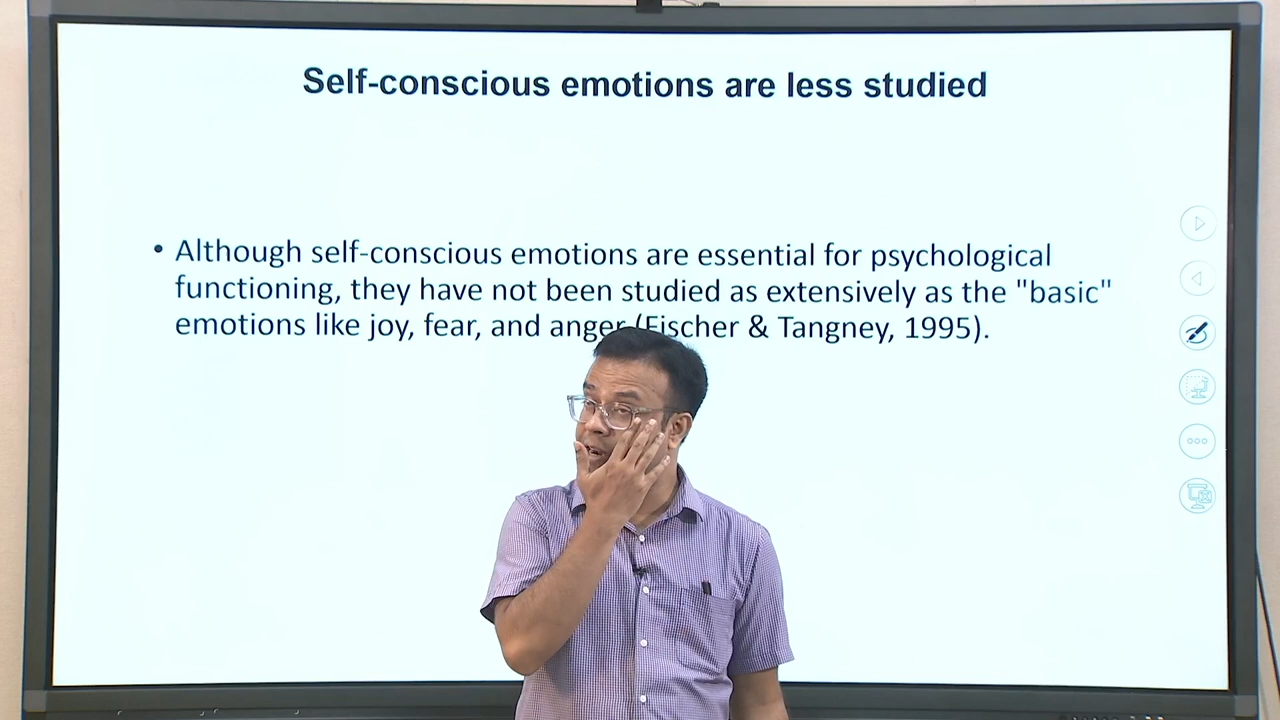 Self-conscious emotions are less studied
• Although self-conscious emotions are essential for psychological
functioning, they have not been studied as extensively as the "basic"
emotions like joy, fear, and anger (Fischer & Tangney, 1995).